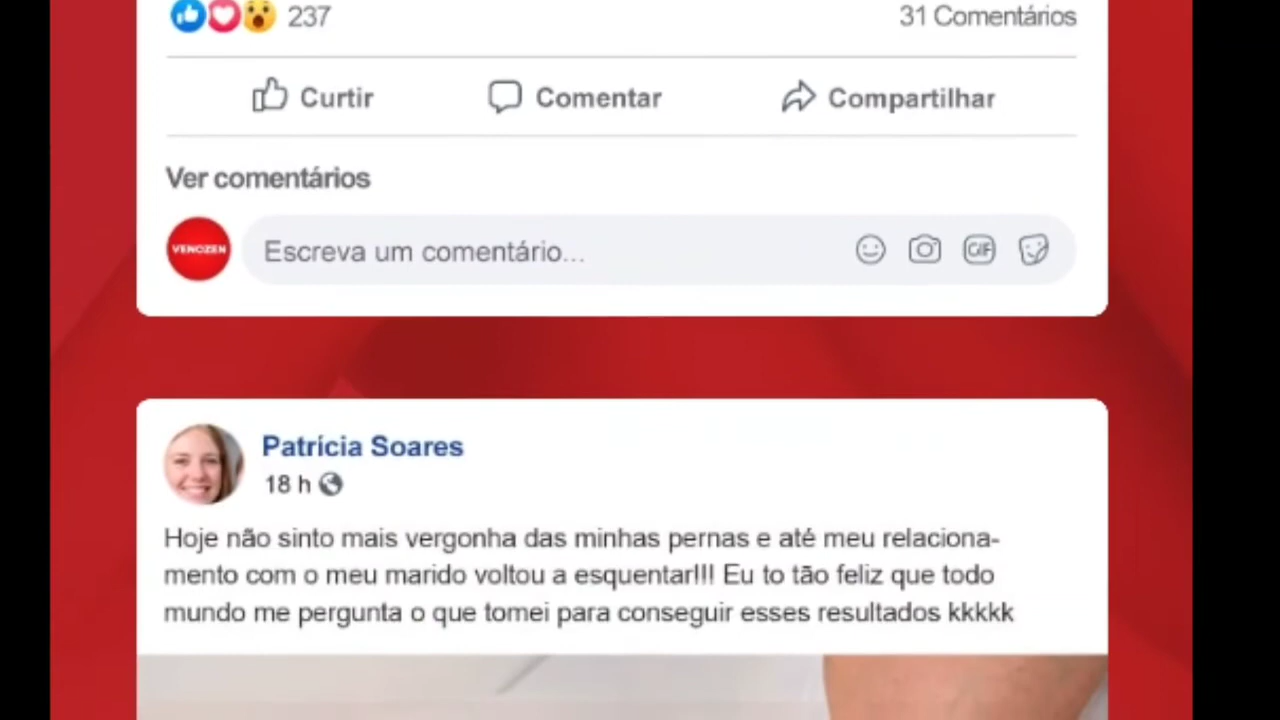 237
31 Comentários
Curtir
Comentar
Compartilhar
Ver comentários
VENOZEN
Escreva um comentário...
GIF
Patrícia Soares
18 h
Hoje não sinto mais vergonha das minhas pernas e até meu relaciona-
mento com o meu marido voltou a esquentar!!! Eu to tão feliz que todo
mundo me pergunta o que tomei para conseguir esses resultados kkkkk